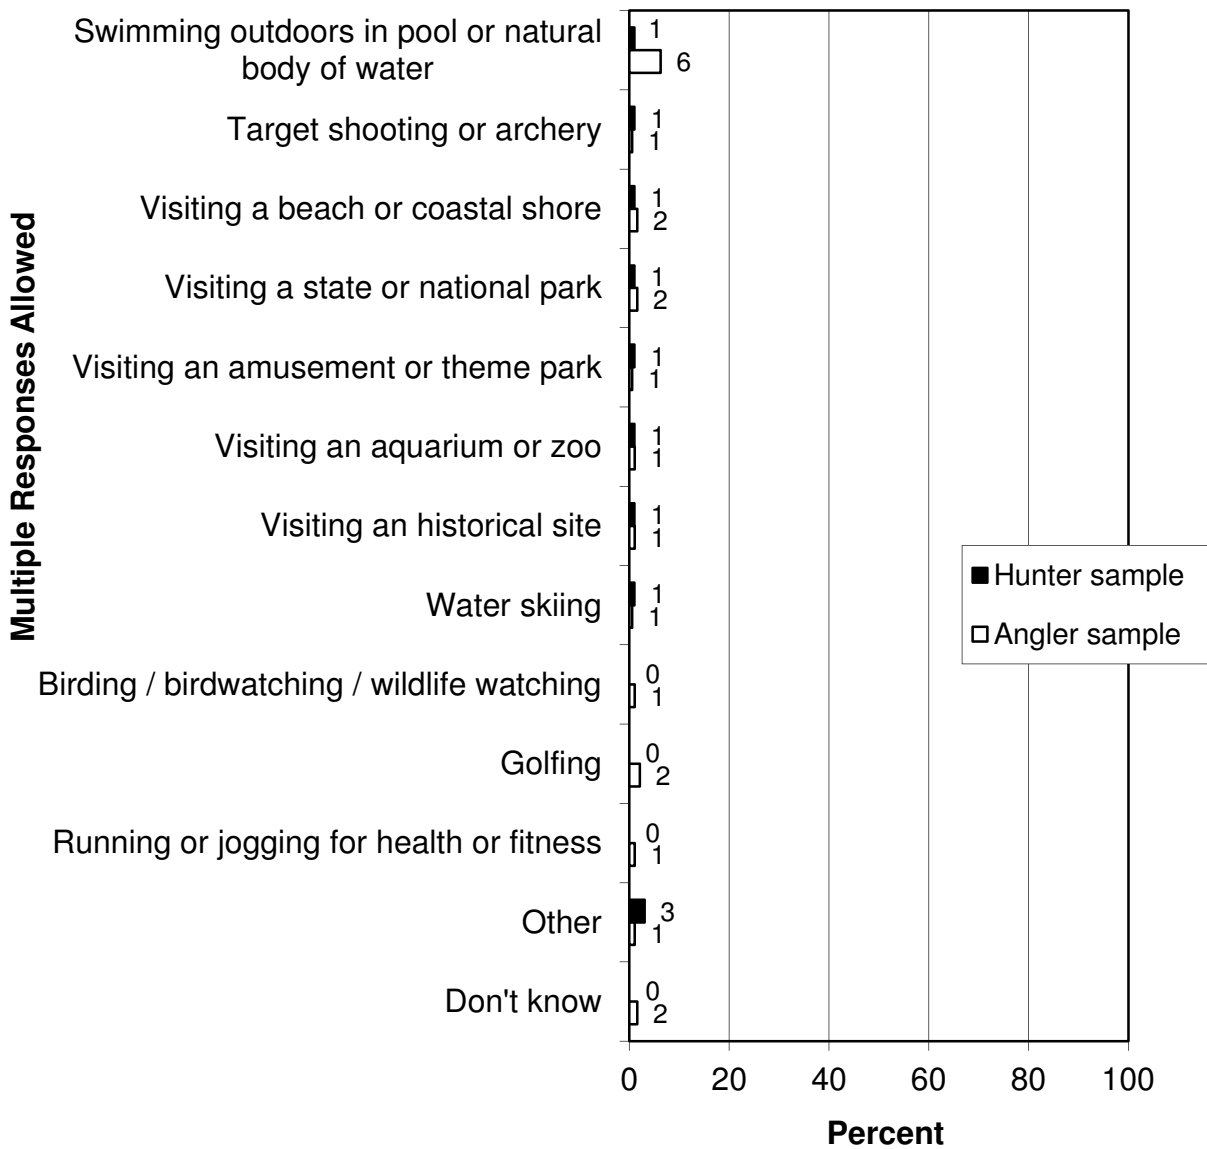 Multiple Responses Allowed
Swimming outdoors in pool or natural
body of water
1
6
Target shooting or archery
1
1
Visiting a beach or coastal shore
1
2
Visiting a state or national park
1
2
Visiting an amusement or theme park
1
1
Visiting an aquarium or zoo
1
1
Visiting an historical site
1
1
Water skiing
1
1
Birding / birdwatching / wildlife watching
0
1
Golfing
0
2
Running or jogging for health or fitness
0
1
Other
3
1
Don't know
0
2
Hunter sample
Angler sample
0 20 40 60 80 100
Percent